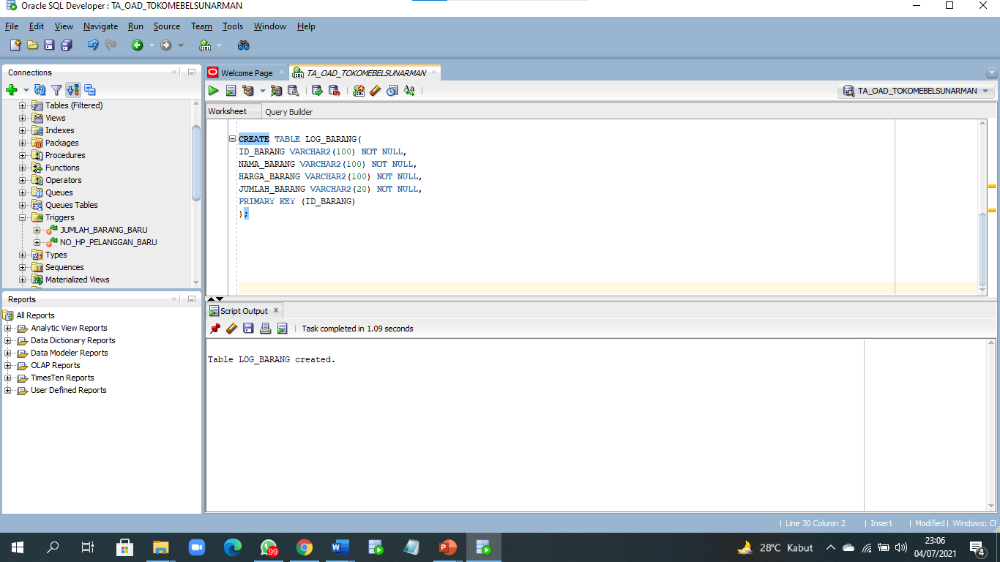 Oracle SQL Developer : TA_OAD_TOKOMEBELSUNARMAN
File Edit View Navigate Run Source Team Tools Window Help
Connections
Tables (Filtered)
Views
Indexes
Packages
Procedures
Functions
Operators
Queues
Queues Tables
Triggers
JUMLAH_BARANG_BARU
NO_HP_PELANGGAN_BARU
Types
Sequences
Materialized Views
Reports
All Reports
Analytic View Reports
Data Dictionary Reports
Data Modeler Reports
OLAP Reports
TimesTen Reports
User Defined Reports
Welcome Page
TA_OAD_TOKOMEBELSUNARMAN
TA_OAD_TOKOMEBELSUNARMAN
Worksheet Query Builder
CREATE TABLE LOG_BARANG(
ID_BARANG VARCHAR2(100) NOT NULL,
NAMA_BARANG VARCHAR2(100) NOT NULL,
HARGA_BARANG VARCHAR2(100) NOT NULL,
JUMLAH_BARANG VARCHAR2(20) NOT NULL,
PRIMARY KEY (ID_BARANG)
);
Script Output
Task completed in 1.09 seconds
Table LOG_BARANG created.
Line 30 Column 2 | Insert | Modified | Windows: CF
99
28°C Kabut
23:06
04/07/2021
4